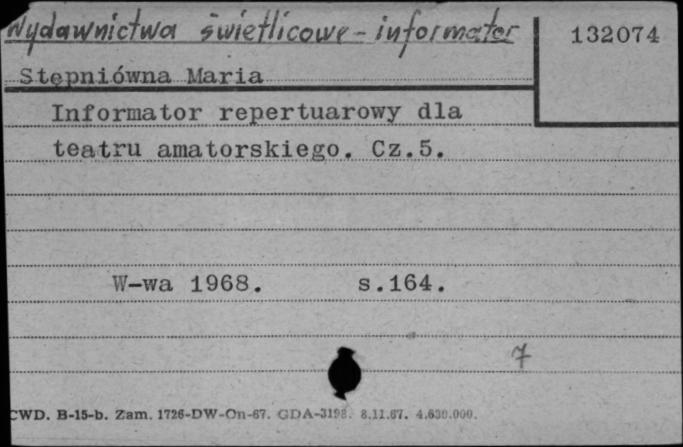 Wydawnictwa świetlicowe - informator
132074
Stępniówna Maria
Informator repertuarowy dla
teatru amatorskiego. Cz.5.
W-wa 1968. s.164.
7
CWD. B-15-b. Zam. 1726-DW-On-67. GDA-3198. 8.11.67. 4.630.000.